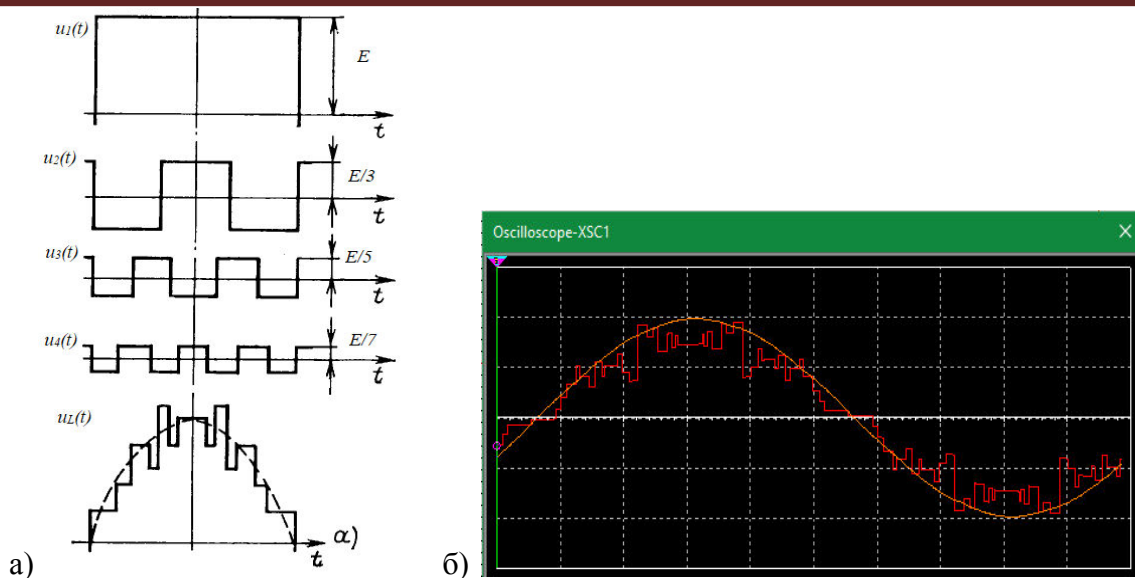 u1(t)
E
t
u2(t)
E/3
t
u3(t)
E/5
t
u4(t)
E/7
t
uL(t)
t
а)
а)
б)
Oscilloscope-XSC1
X